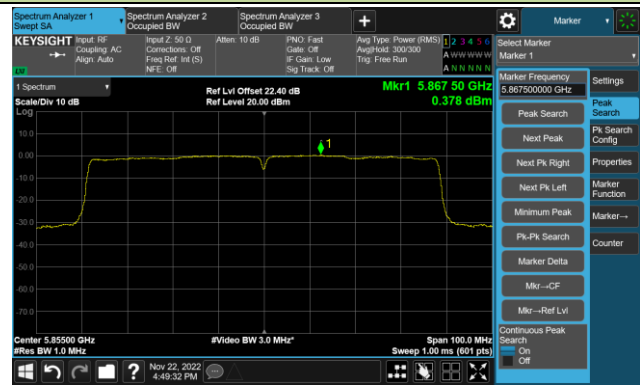 Spectrum Analyzer 1
Swept SA
Spectrum Analyzer 2
Occupied BW
Spectrum Analyzer 3
Occupied BW
Marker
KEYSIGHT
Input: RF
Coupling: AC
Align: Auto
Input Z: 50 Ω
Corrections: Off
Freq Ref: Int (S)
NFE: Off
Atten: 10 dB
PNO: Fast
Gate: Off
IF Gain: Low
Sig Track: Off
Avg Type: Power (RMS)
Avg|Hold: 300/300
Trig: Free Run
1 2 3 4 5 6
A W W W W W
A N N N N N
Select Marker
Marker 1
1 Spectrum
Scale/Div 10 dB
Ref Lvl Offset 22.40 dB
Ref Level 20.00 dBm
Mkr1 5.867 50 GHz
0.378 dBm
Log
10.0
0.00
-10.0
-20.0
-30.0
-40.0
-50.0
-60.0
-70.0
1
Center 5.85500 GHz
#Res BW 1.0 MHz
#Video BW 3.0 MHz*
Span 100.0 MHz
Sweep 1.00 ms (601 pts)
Marker Frequency
5.867500000 GHz
Peak Search
Next Peak
Next Pk Right
Next Pk Left
Minimum Peak
Pk-Pk Search
Marker Delta
Mkr→CF
Mkr→Ref Lvl
Continuous Peak
Search
On
Off
Settings
Peak
Search
Pk Search
Config
Properties
Marker
Function
Marker→
Counter
?
Nov 22, 2022
4:49:32 PM